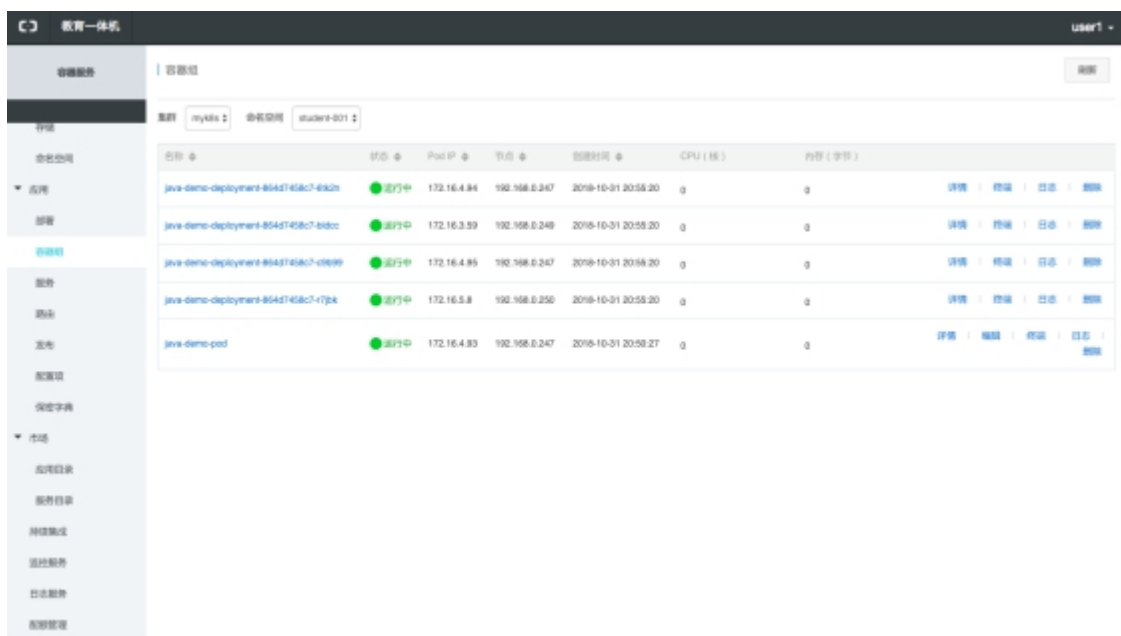 教育一体机 user1
容器服务
容器组 刷新
存储
集群 myk8s 命名空间 student-001
命名空间
名称 状态 Pod IP 节点 创建时间 CPU ( 核 ) 内存 ( 字节 )
应用
java-demo-deployment-864d7458c7- 运行中 172.16.4.94 192.168.0.247 2018-10-31 20:55:20 0 0 详情 终端 日志 删除
部署
java-demo-deployment-864d7458c7- 运行中 172.16.3.59 192.168.0.249 2018-10-31 20:55:20 0 0 详情 终端 日志 删除
容器组
java-demo-deployment-864d7458c7- 运行中 172.16.4.95 192.168.0.247 2018-10-31 20:55:20 0 0 详情 终端 日志 删除
服务
java-demo-deployment-864d7458c7-r7jbk 运行中 172.16.5.8 192.168.0.250 2018-10-31 20:55:20 0 0 详情 终端 日志 删除
路由
java-demo-pod 运行中 172.16.4.93 192.168.0.247 2018-10-31 20:50:27 0 0 详情 编辑 终端 日志
删除
发布
配置项
保密字典
市场
应用目录
服务目录
持续集成
监控服务
日志服务
配额管理